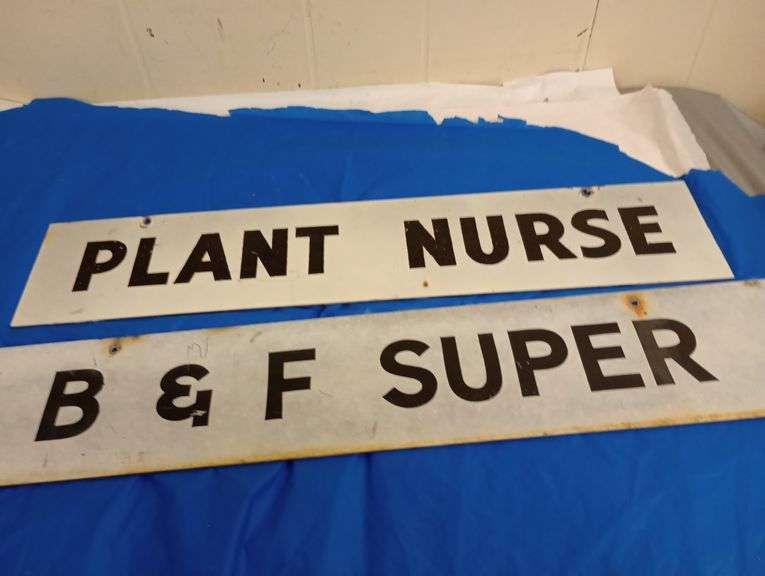 PLANT NURSE
B & F SUPER